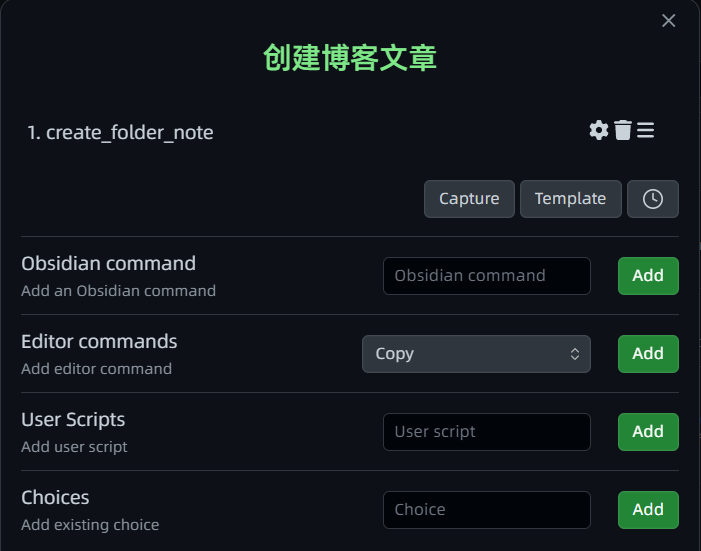 创建博客文章
1. create_folder_note
Capture
Template
Obsidian command
Add an Obsidian command
Obsidian command
Add
Editor commands
Add editor command
Copy
Add
User Scripts
Add user script
User script
Add
Choices
Add existing choice
Choice
Add